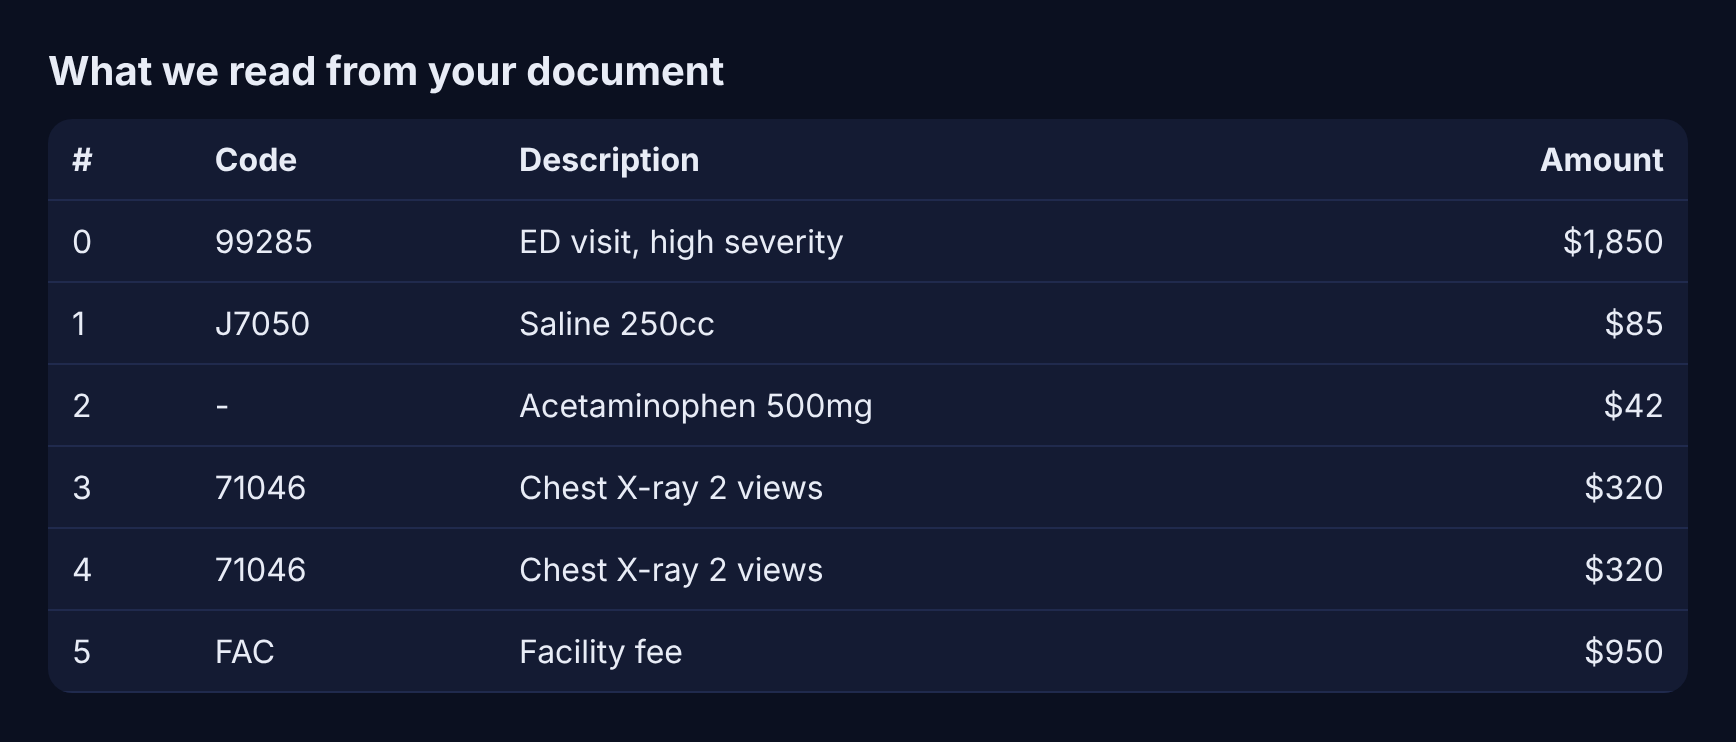 What we read from your document
# Code Description Amount
0 99285 ED visit, high severity $1,850
1 J7050 Saline 250cc $85
2 - Acetaminophen 500mg $42
3 71046 Chest X-ray 2 views $320
4 71046 Chest X-ray 2 views $320
5 FAC Facility fee $950